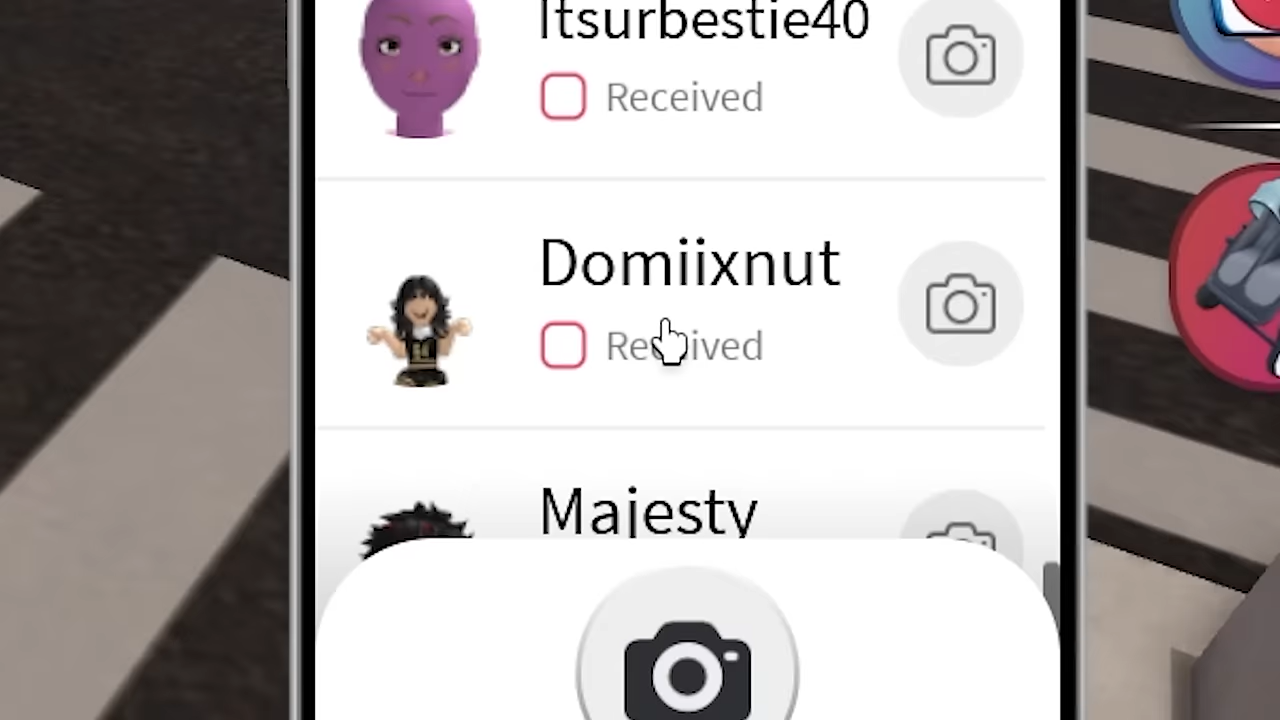 Itsurbestie40
Received
Domiixnut
Received
Majesty